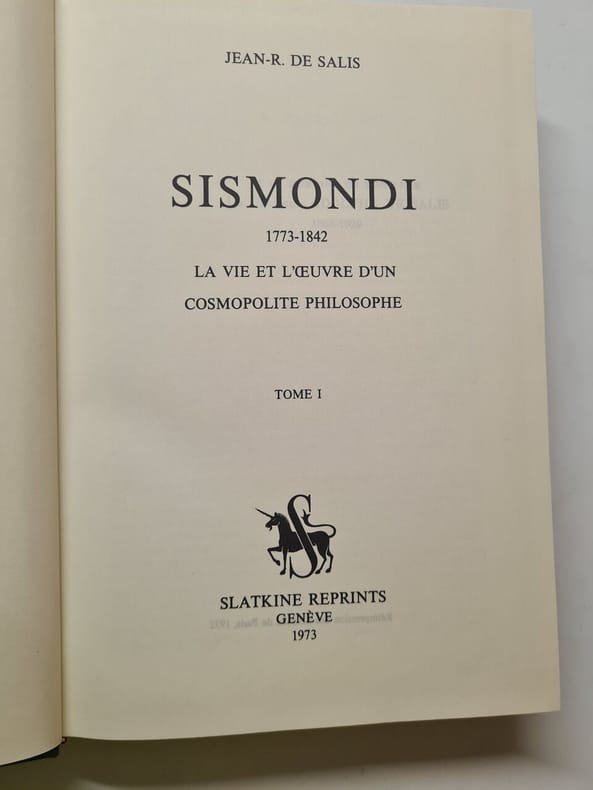 JEAN-R. DE SALIS
SISMONDI
1773-1842
LA VIE ET L'ŒUVRE D'UN
COSMOPOLITE PHILOSOPHE
TOME I
S
SLATKINE REPRINTS
GENÈVE
1973